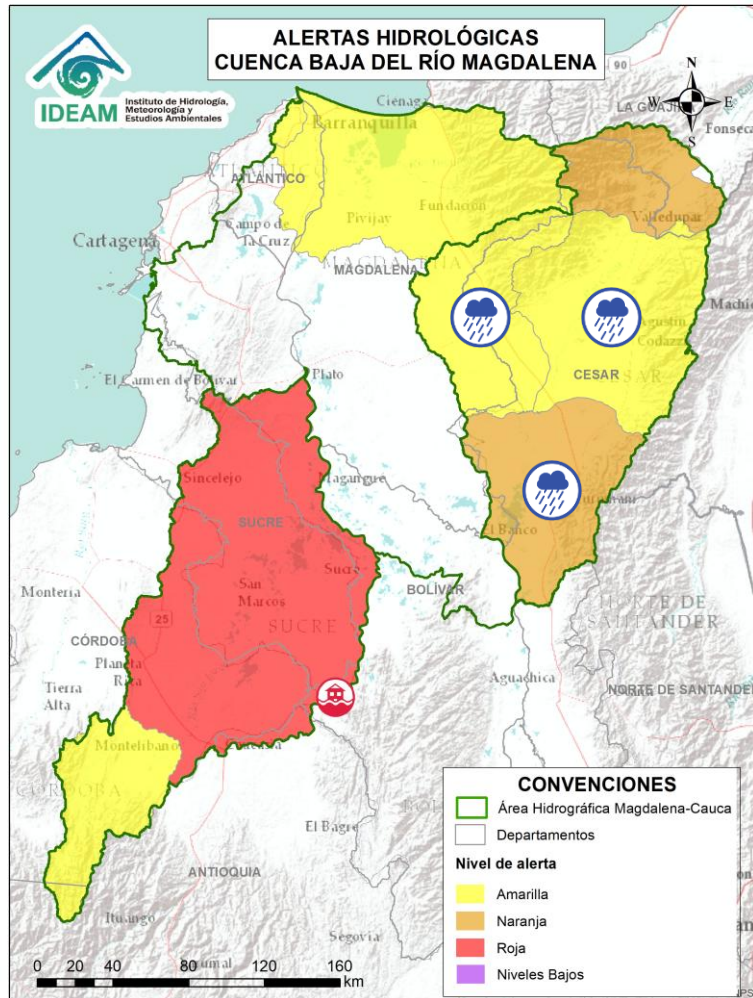 ALERTAS HIDROLÓGICAS
CUENCA BAJA DEL RÍO MAGDALENA
IDEAM
Instituto de Hidrología,
Meteorología y
Estudios Ambientales
90
N
W E
S
LA GUAJI
Fonseca
Ciénaga
Barranquilla
ATLÁNTICO
Valledupar
Campo de
la Cruz
Pivijay
Fundación
Cartagena
MAGDALENA
Agustín
Codazzi
CESAR
El Carmen de Bolívar
Plato
Sincelejo
Magangué
SUCRE
El Banco
Sucre
San
Marcos
BOLÍVAR
Montería
25
SUCRE
NORTE DE
SANTANDER
CÓRDOBA
Planeta
Rica
Aguachica
Tierra
Alta
NORTE DE SANTANDER
Montelíbano
CÓRDOBA
El Bagre
ANTIOQUIA
Ituango
Segovia
0 20 40 80 120 160
km
CONVENCIONES
Área Hidrográfica Magdalena-Cauca
Departamentos
Nivel de alerta
Amarilla
Naranja
Roja
Niveles Bajos